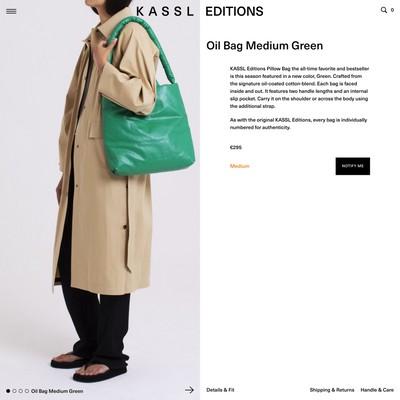 KASSL EDITIONS
0
Oil Bag Medium Green
KASSL Editions Pillow Bag the all-time favorite and bestseller
is this season featured in a new color, Green. Crafted from
the signature oil-coated cotton-blend. Each bag is faced
inside and out. It features two handle lengths and an internal
slip pocket. Carry it on the shoulder or across the body using
the additional strap.
As with the original KASSL Editions, every bag is individually
numbered for authenticity.
€295
Medium
NOTIFY ME
Oil Bag Medium Green
Details & Fit
Shipping & Returns
Handle & Care